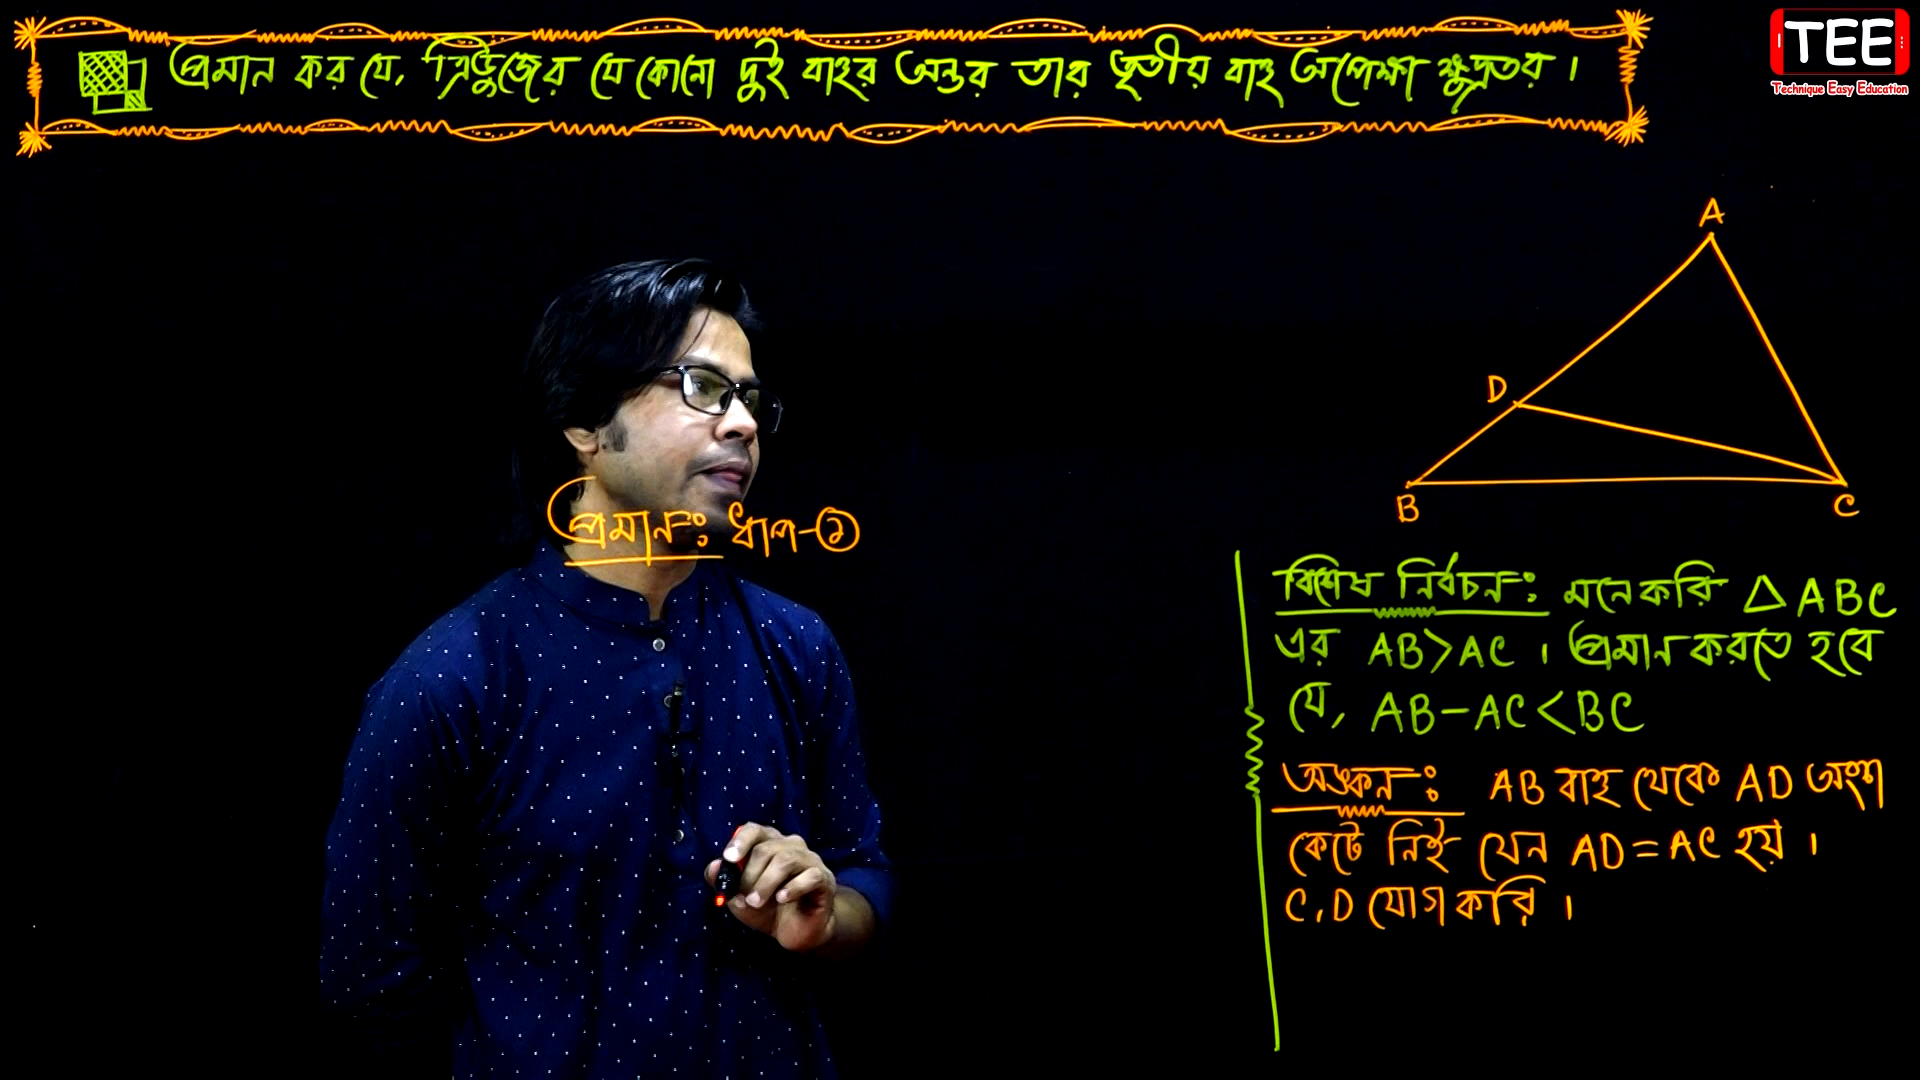 প্রমান কর যে, ত্রিভুজের যে কোনো দুই বাহুর অন্তর তার তৃতীয় বাহু অপেক্ষা ক্ষুদ্রতর।
TEE
Technique Easy Education
A
D
B
C
প্রমান: ধাপ-১
বিশেষ নির্বচন: মনেকরি △ABC
এর AB>AC । প্রমান করতে হবে
যে, AB-AC<BC
অঙ্কন: AB বাহু থেকে AD অংশ
কেটে নিই যেন AD=AC হয়।
C,D যোগ করি।